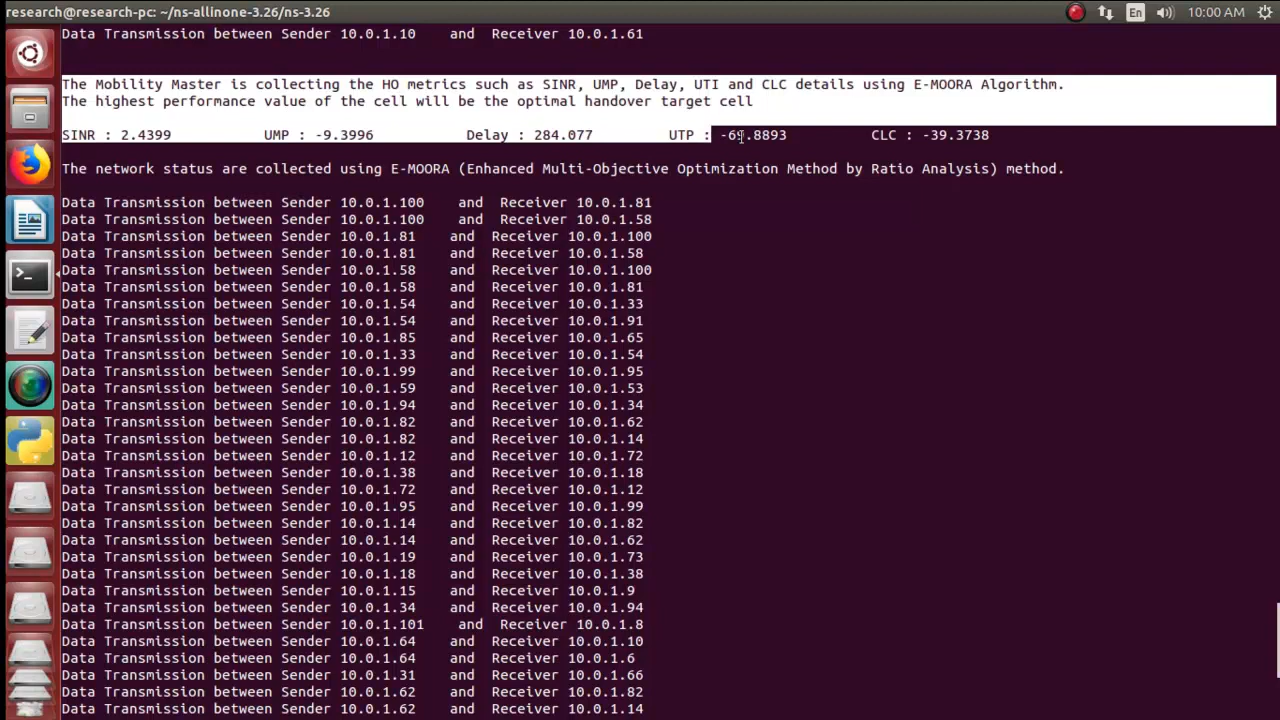 research@research-pc: ~/ns-allinone-3.26/ns-3.26
En
10:00 AM
Data Transmission between Sender 10.0.1.10 and Receiver 10.0.1.61
The Mobility Master is collecting the HO metrics such as SINR, UMP, Delay, UTI and CLC details using E-MOORA Algorithm.
The highest performance value of the cell will be the optimal handover target cell
SINR : 2.4399 UMP : -9.3996 Delay : 284.077 UTP : -69.8893 CLC : -39.3738
The network status are collected using E-MOORA (Enhanced Multi-Objective Optimization Method by Ratio Analysis) method.
Data Transmission between Sender 10.0.1.100 and Receiver 10.0.1.81
Data Transmission between Sender 10.0.1.100 and Receiver 10.0.1.58
Data Transmission between Sender 10.0.1.81 and Receiver 10.0.1.100
Data Transmission between Sender 10.0.1.81 and Receiver 10.0.1.58
Data Transmission between Sender 10.0.1.58 and Receiver 10.0.1.100
Data Transmission between Sender 10.0.1.58 and Receiver 10.0.1.81
Data Transmission between Sender 10.0.1.54 and Receiver 10.0.1.33
Data Transmission between Sender 10.0.1.54 and Receiver 10.0.1.91
Data Transmission between Sender 10.0.1.85 and Receiver 10.0.1.65
Data Transmission between Sender 10.0.1.33 and Receiver 10.0.1.54
Data Transmission between Sender 10.0.1.99 and Receiver 10.0.1.95
Data Transmission between Sender 10.0.1.59 and Receiver 10.0.1.53
Data Transmission between Sender 10.0.1.94 and Receiver 10.0.1.34
Data Transmission between Sender 10.0.1.82 and Receiver 10.0.1.62
Data Transmission between Sender 10.0.1.82 and Receiver 10.0.1.14
Data Transmission between Sender 10.0.1.12 and Receiver 10.0.1.72
Data Transmission between Sender 10.0.1.38 and Receiver 10.0.1.18
Data Transmission between Sender 10.0.1.72 and Receiver 10.0.1.12
Data Transmission between Sender 10.0.1.95 and Receiver 10.0.1.99
Data Transmission between Sender 10.0.1.14 and Receiver 10.0.1.82
Data Transmission between Sender 10.0.1.14 and Receiver 10.0.1.62
Data Transmission between Sender 10.0.1.19 and Receiver 10.0.1.73
Data Transmission between Sender 10.0.1.18 and Receiver 10.0.1.38
Data Transmission between Sender 10.0.1.15 and Receiver 10.0.1.9
Data Transmission between Sender 10.0.1.34 and Receiver 10.0.1.94
Data Transmission between Sender 10.0.1.101 and Receiver 10.0.1.8
Data Transmission between Sender 10.0.1.64 and Receiver 10.0.1.10
Data Transmission between Sender 10.0.1.64 and Receiver 10.0.1.6
Data Transmission between Sender 10.0.1.31 and Receiver 10.0.1.66
Data Transmission between Sender 10.0.1.62 and Receiver 10.0.1.82
Data Transmission between Sender 10.0.1.62 and Receiver 10.0.1.14